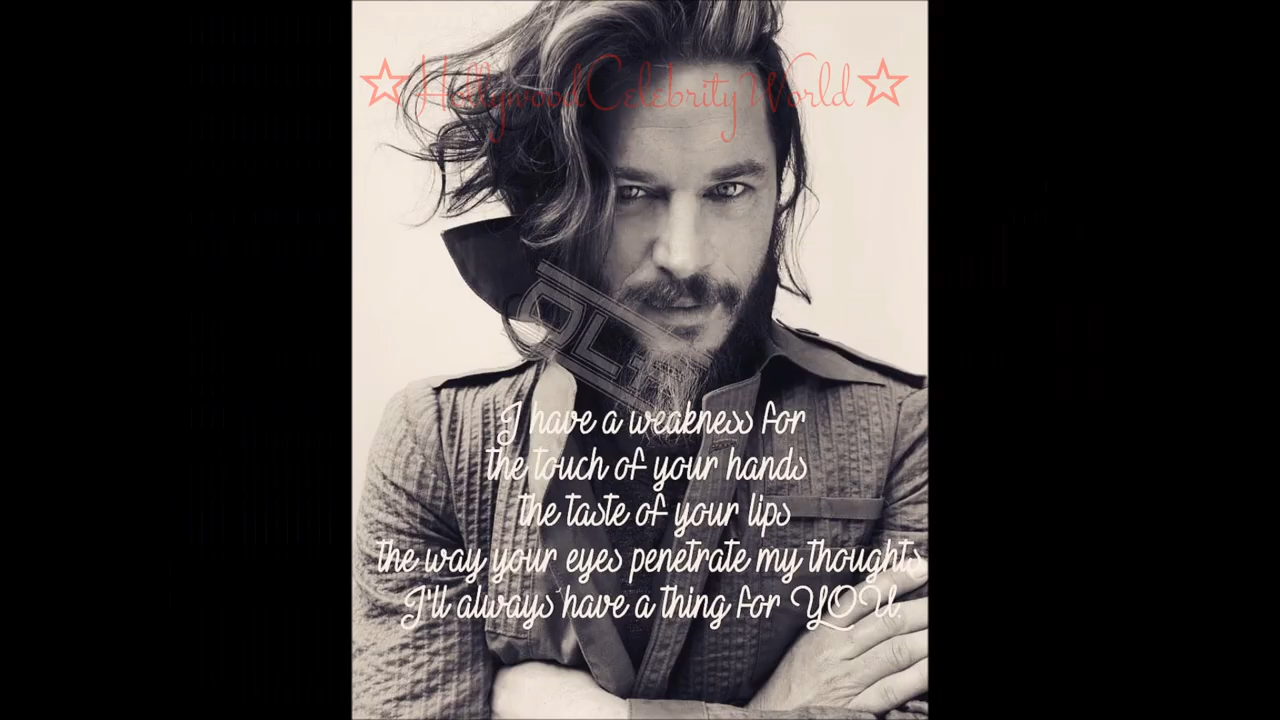 ☆HollywoodCelebrityWorld☆
I have a weakness for
the touch of your hands
the taste of your lips
the way your eyes penetrate my thoughts
I'll always have a thing for YOU.